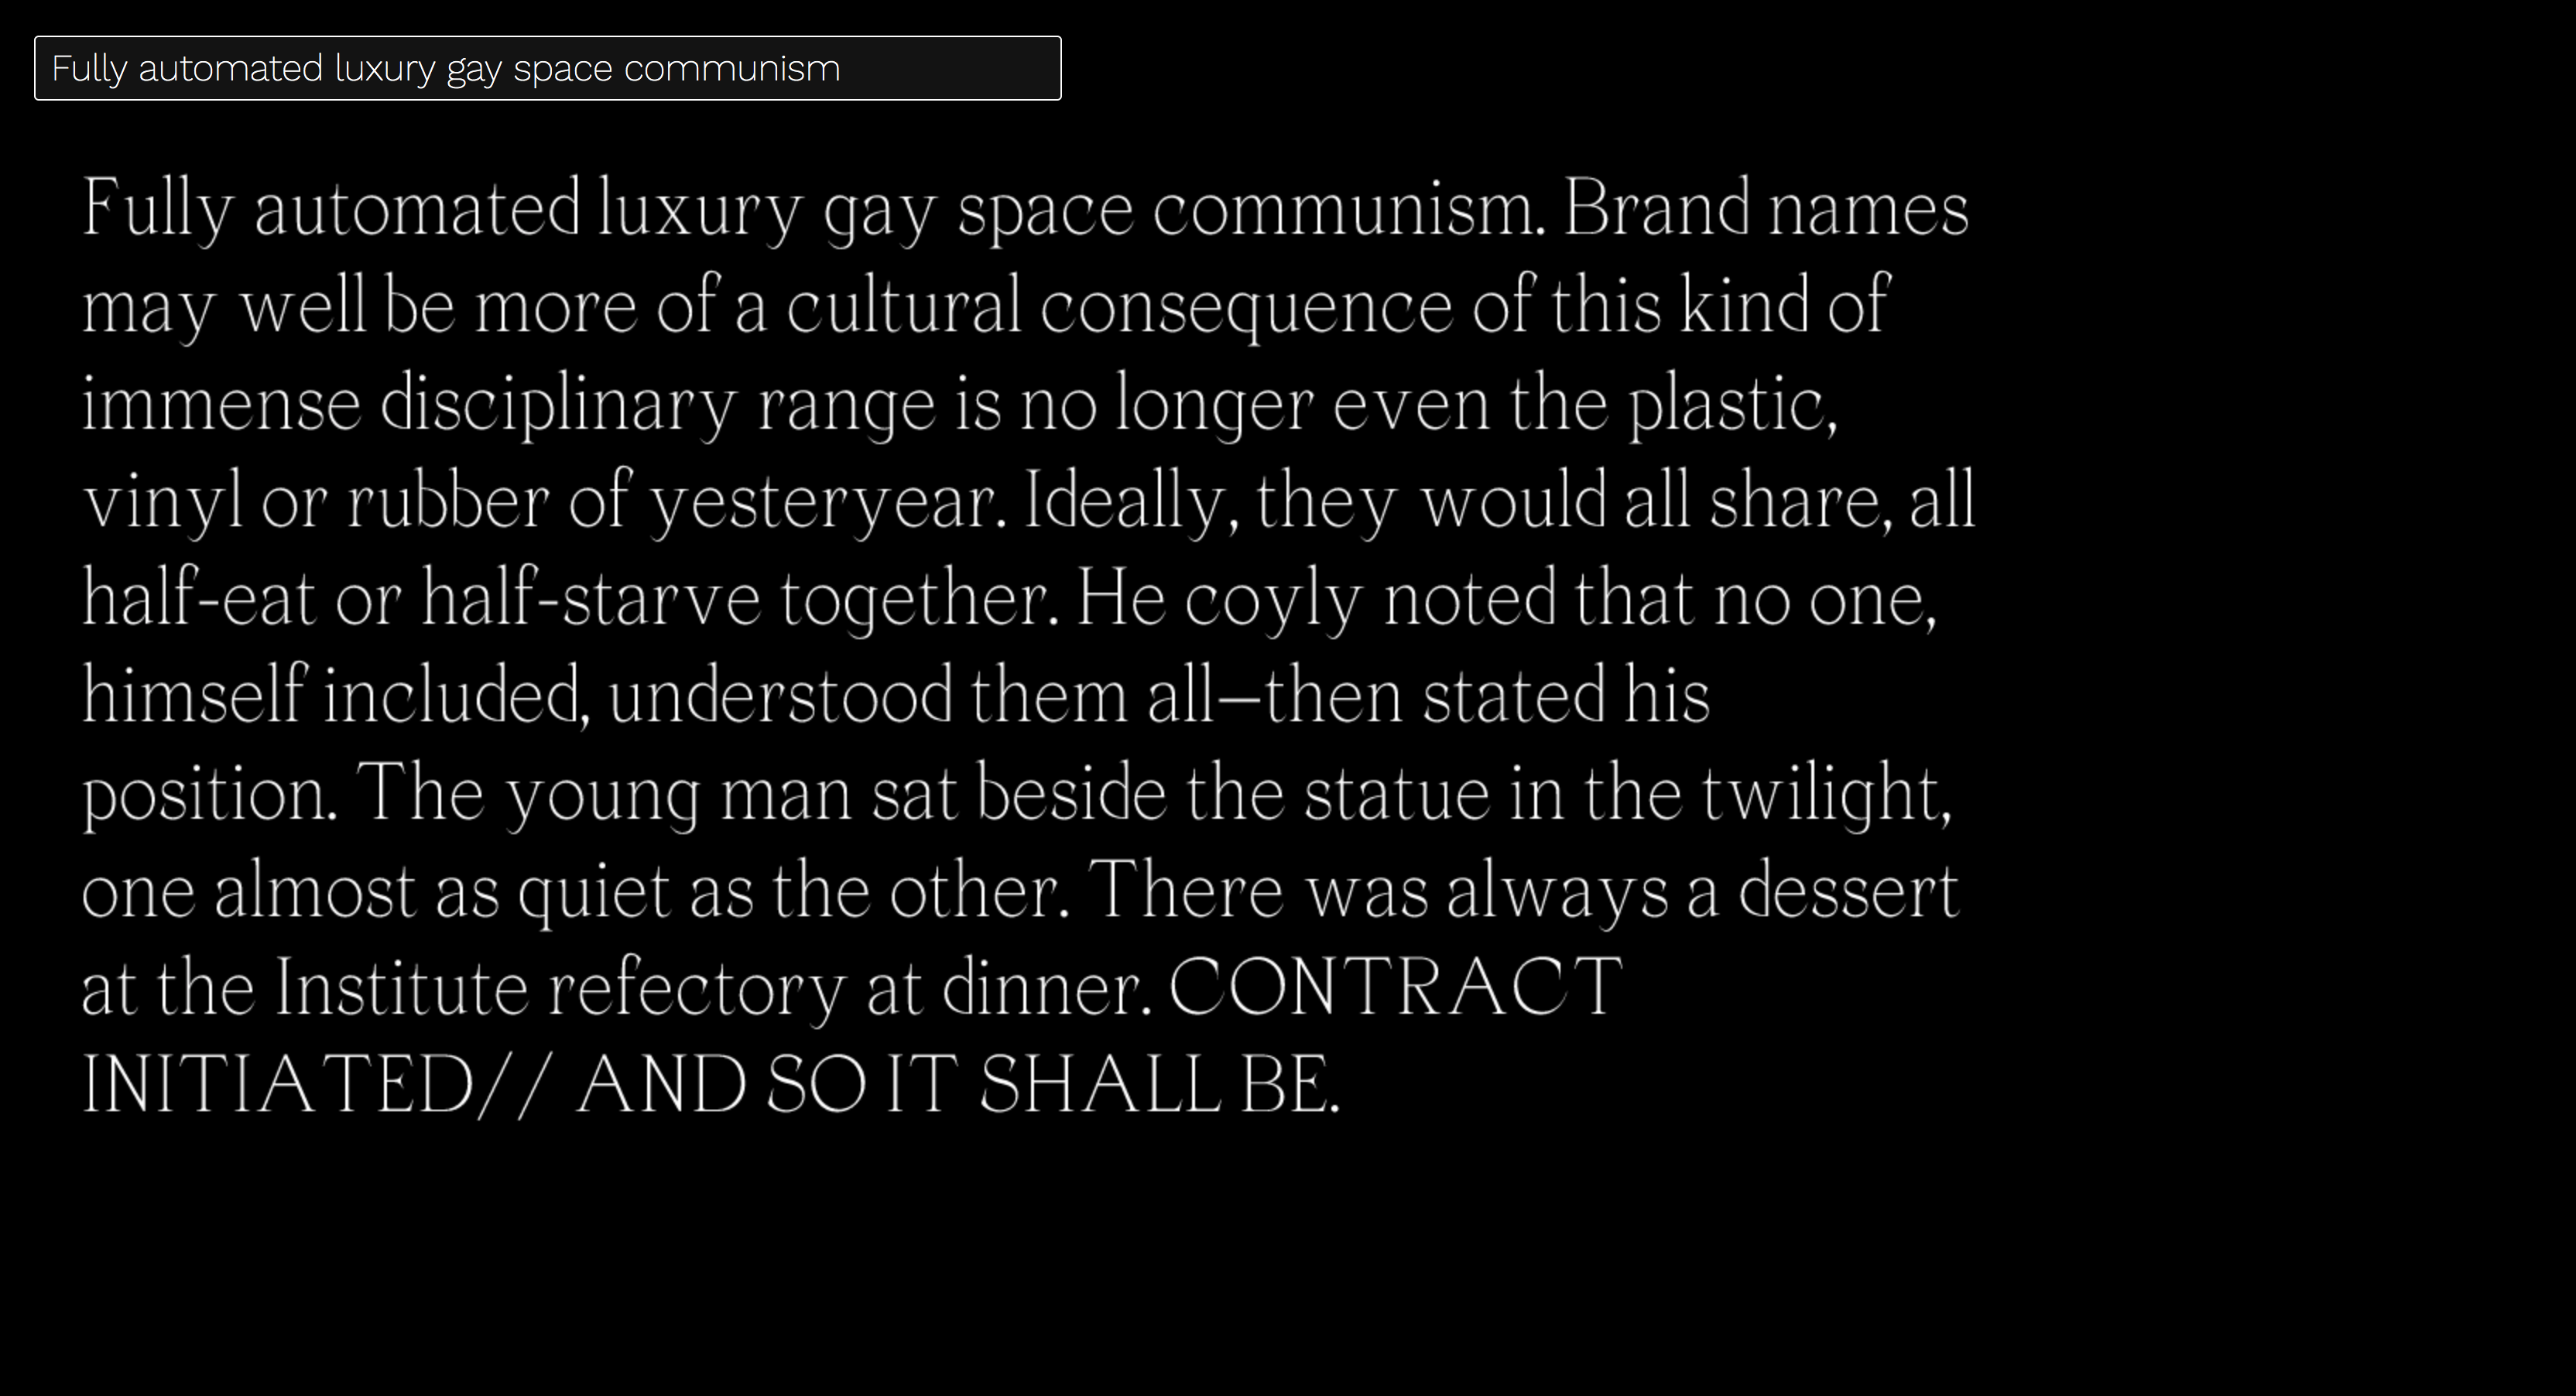 Fully automated luxury gay space communism
Fully automated luxury gay space communism. Brand names
may well be more of a cultural consequence of this kind of
immense disciplinary range is no longer even the plastic,
vinyl or rubber of yesteryear. Ideally, they would all share, all
half-eat or half-starve together. He coyly noted that no one,
himself included, understood them all—then stated his
position. The young man sat beside the statue in the twilight,
one almost as quiet as the other. There was always a dessert
at the Institute refectory at dinner. CONTRACT
INITIATED// AND SO IT SHALL BE.